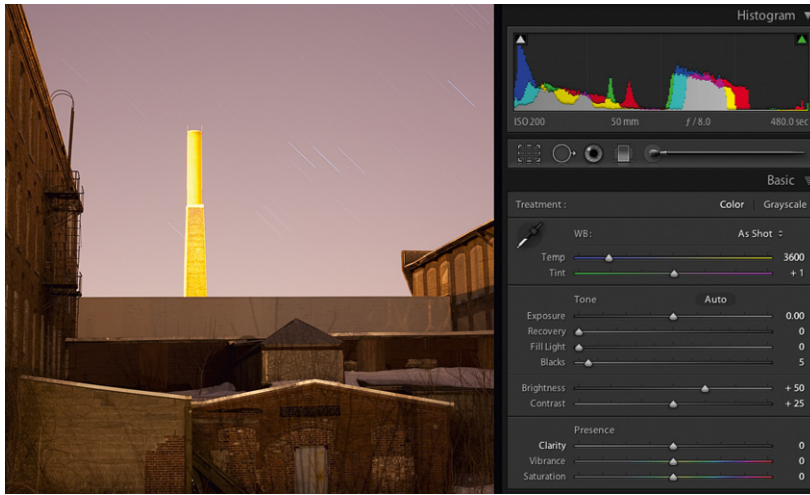 Histogram
ISO 200 50 mm ƒ / 8.0 480.0 sec
Basic
Treatment : Color Grayscale
WB : As Shot
Temp 3600
Tint + 1
Tone Auto
Exposure 0.00
Recovery 0
Fill Light 0
Blacks 5
Brightness + 50
Contrast + 25
Presence
Clarity 0
Vibrance 0
Saturation 0